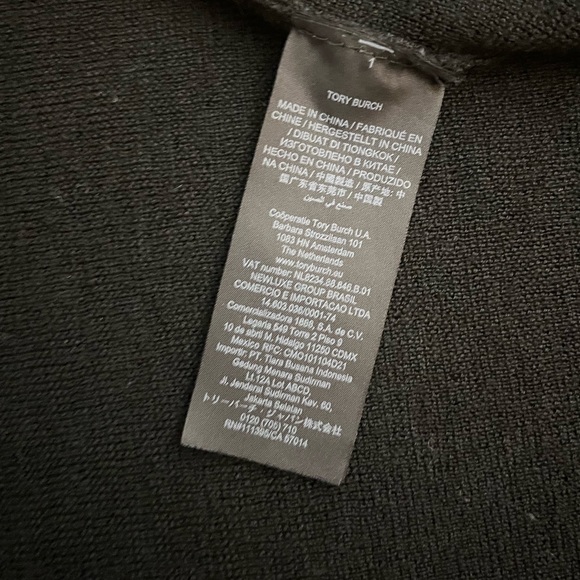 1
TORY BURCH
MADE IN CHINA / FABRIQUÉ EN
CHINE / HERGESTELLT IN CHINA
/ DIBUAT DI TIONGKOK /
ИЗГОТОВЛЕНО В КИТАЕ /
HECHO EN CHINA / PRODUZIDO
NA CHINA / 中國製造 / 原产地: 中
国广东省东莞市 / 中国製
صنع في الصين
Coöperatie Tory Burch U.A.
Barbara Strozzilaan 101
1083 HN Amsterdam
The Netherlands
www.toryburch.eu
VAT number: NL8234.88.846.B.01
NEWLUXE GROUP BRASIL
COMERCIO E IMPORTACAO LTDA
14.603.036/0001-74
Comercializadora 1888, S.A. de C.V.
Legaria 549 Torre 2 Piso 9
10 de abril M. Hidalgo 11250 CDMX
Mexico RFC: CMO101104D21
Importir: PT. Tiara Busana Indonesia
Gedung Menara Sudirman
Lt.12A Lot ABCD,
Jl. Jenderal Sudirman Kav. 60,
Jakarta Selatan
トリーバーチ・ジャパン株式会社
0120 (705) 710
RN#111395/CA 57014